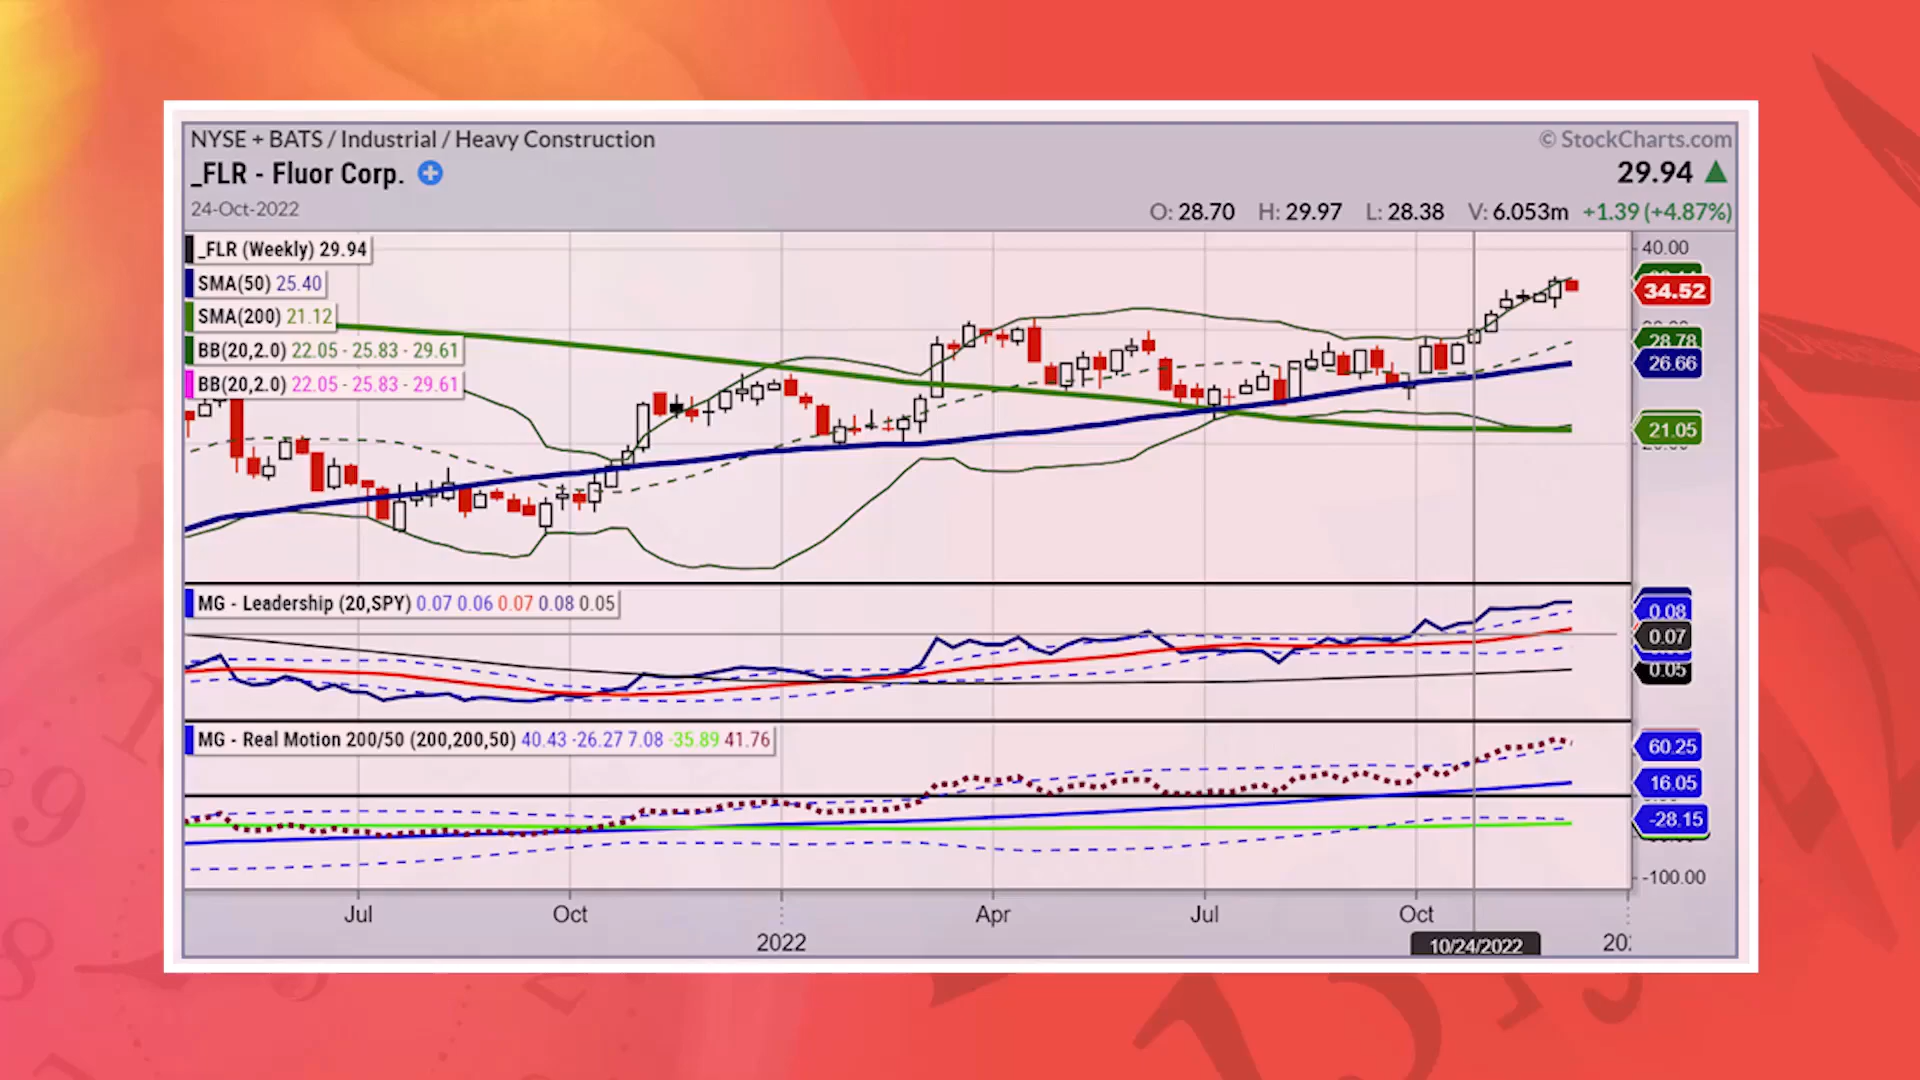 NYSE + BATS / Industrial / Heavy Construction
© StockCharts.com
_FLR - Fluor Corp.
29.94
24-Oct-2022
O: 28.70 H: 29.97 L: 28.38 V: 6.053m +1.39 (+4.87%)
_FLR (Weekly) 29.94
40.00
SMA(50) 25.40
34.52
SMA(200) 21.12
BB(20,2.0) 22.05 - 25.83 - 29.61
28.78
26.66
BB(20,2.0) 22.05 - 25.83 - 29.61
21.05
MG - Leadership (20,SPY) 0.07 0.06 0.07 0.08 0.05
0.08
0.07
0.05
MG - Real Motion 200/50 (200,200,50) 40.43 -26.27 7.08 -35.89 41.76
60.25
16.05
-28.15
-100.00
Jul Oct Apr Jul Oct
2022
10/24/2022
9
8